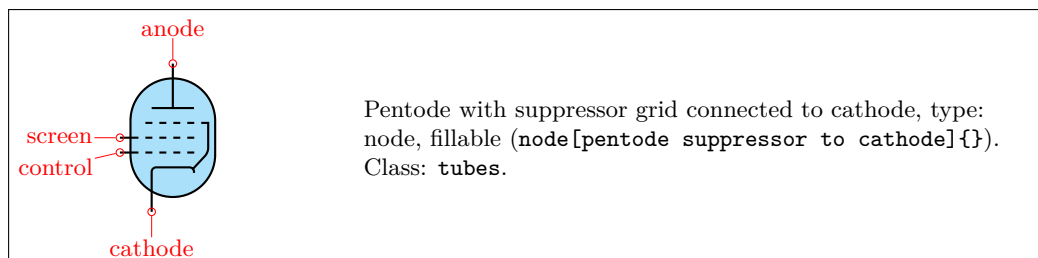 anode
screen
control
cathode
Pentode with suppressor grid connected to cathode, type:
node, fillable (node[pentode suppressor to cathode]{}).
Class: tubes.